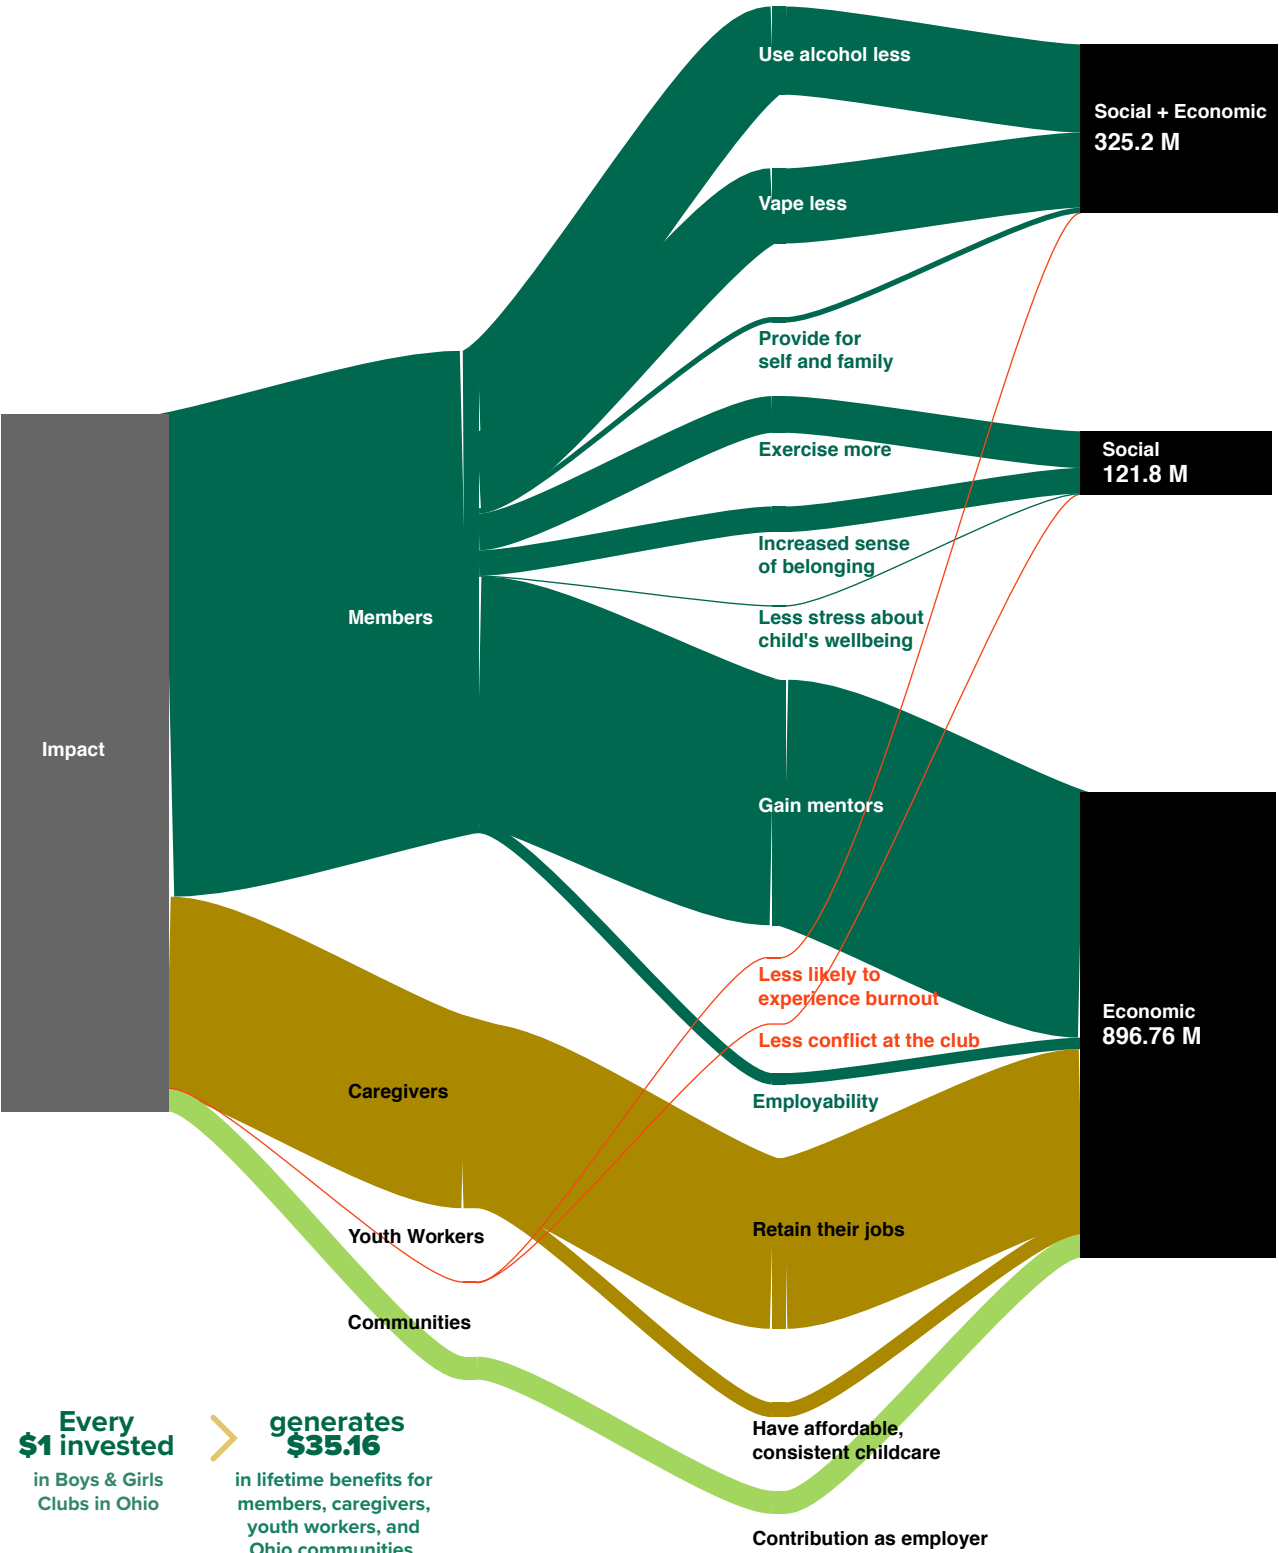 Use alcohol less
Social + Economic
325.2 M
Vape less
Provide for
self and family
Exercise more
Social
121.8 M
Increased sense
of belonging
Members
Less stress about
child's wellbeing
Impact
Gain mentors
Less likely to
experience burnout
Economic
896.76 M
Less conflict at the club
Caregivers
Employability
Youth Workers
Retain their jobs
Communities
Have affordable,
consistent childcare
Contribution as employer
Every
$1 invested
in Boys & Girls
Clubs in Ohio
generates
$35.16
in lifetime benefits for
members, caregivers,
youth workers, and
Ohio communities